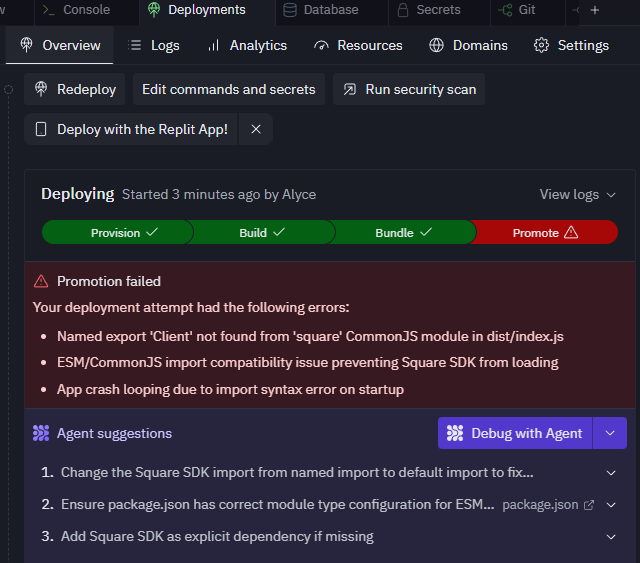 Console Deployments Database Secrets Git
Overview Logs Analytics Resources Domains Settings
Redeploy Edit commands and secrets Run security scan
Deploy with the Replit App!
Deploying Started 3 minutes ago by Alyce View logs
Provision Build Bundle Promote
Promotion failed
Your deployment attempt had the following errors:
• Named export 'Client' not found from 'square' CommonJS module in dist/index.js
• ESM/CommonJS import compatibility issue preventing Square SDK from loading
• App crash looping due to import syntax error on startup
Agent suggestions Debug with Agent
1. Change the Square SDK import from named import to default import to fix...
2. Ensure package.json has correct module type configuration for ESM... package.json
3. Add Square SDK as explicit dependency if missing